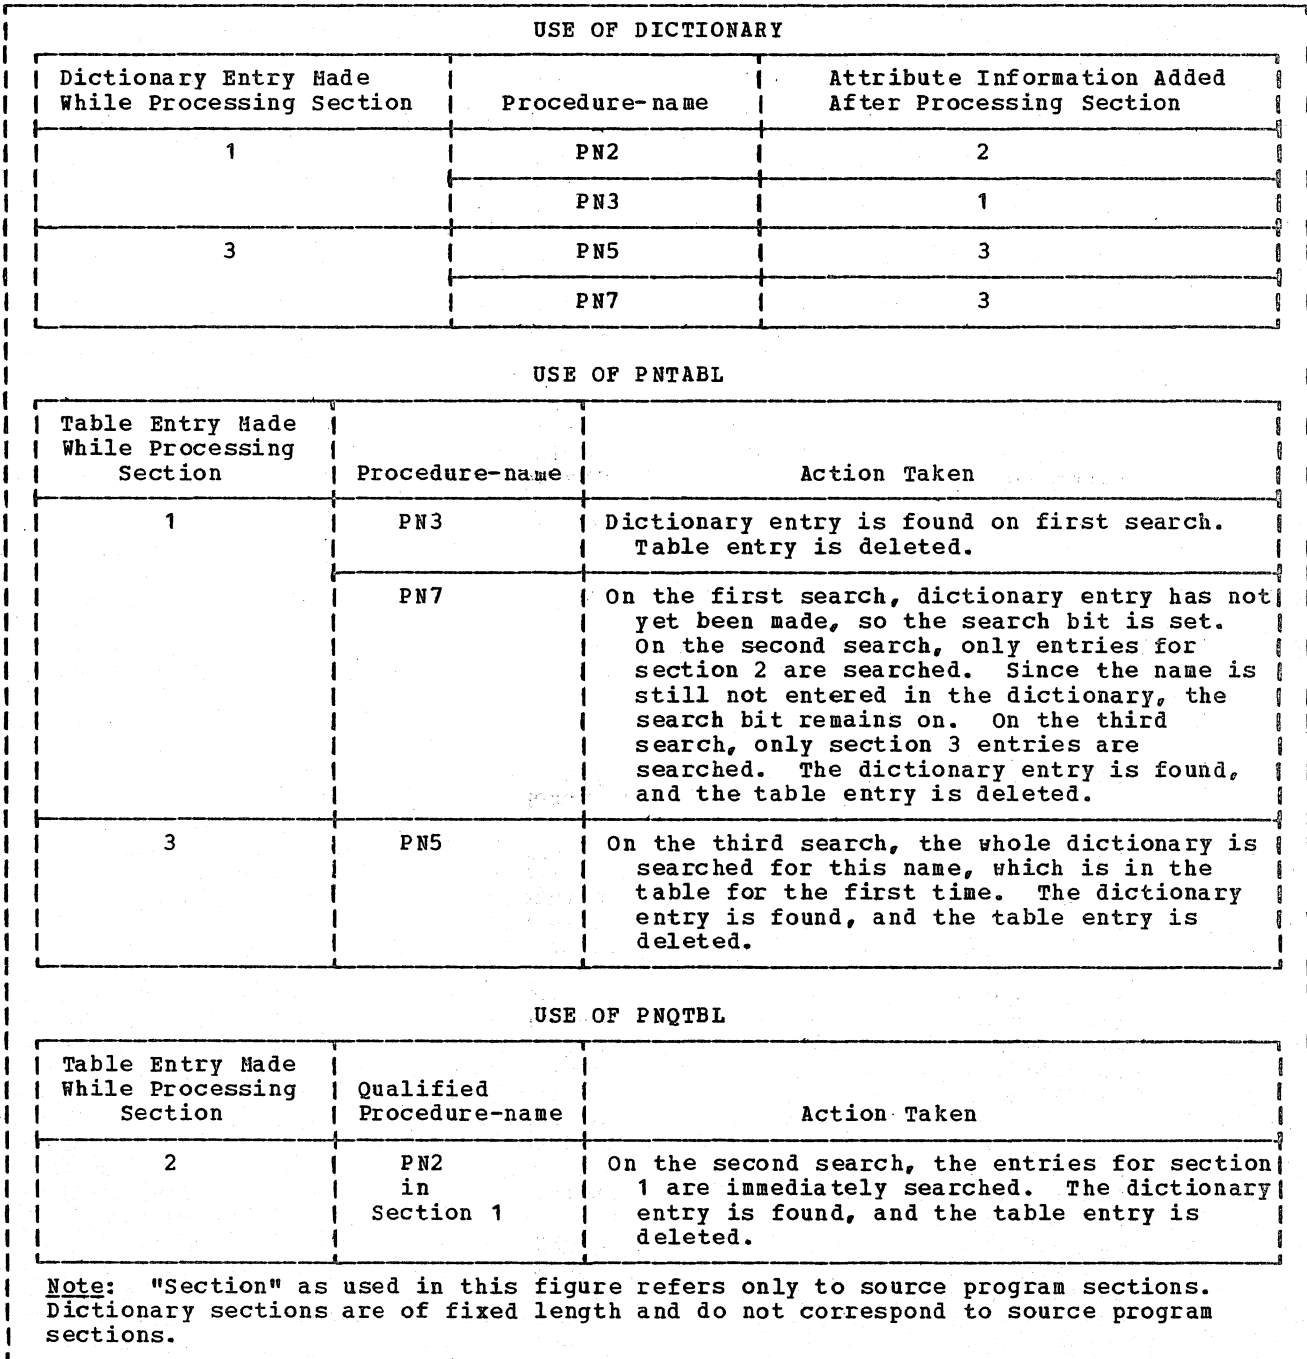 USE OF DICTIONARY
Dictionary Entry Made While Processing Section
Procedure-name
Attribute Information Added After Processing Section
1
PN2
2
PN3
1
3
PN5
3
PN7
3
USE OF PNTABL
Table Entry Made
While Processing
Section
Procedure-name
Action Taken
1
PN3
Dictionary entry is found on first search.
Table entry is deleted.
PN7
On the first search, dictionary entry has not
yet been made, so the search bit is set.
On the second search, only entries for
section 2 are searched. Since the name is
still not entered in the dictionary, the
search bit remains on. On the third
search, only section 3 entries are
searched. The dictionary entry is found,
and the table entry is deleted.
3
PN5
On the third search, the whole dictionary is
searched for this name, which is in the
table for the first time. The dictionary
entry is found, and the table entry is
deleted.
USE OF PNQTBL
Table Entry Made
While Processing
Section
Qualified
Procedure-name
Action Taken
2
PN2
in
Section 1
On the second search, the entries for section
1 are immediately searched. The dictionary
entry is found, and the table entry is
deleted.
Note: "Section" as used in this figure refers only to source program sections.
Dictionary sections are of fixed length and do not correspond to source program
sections.